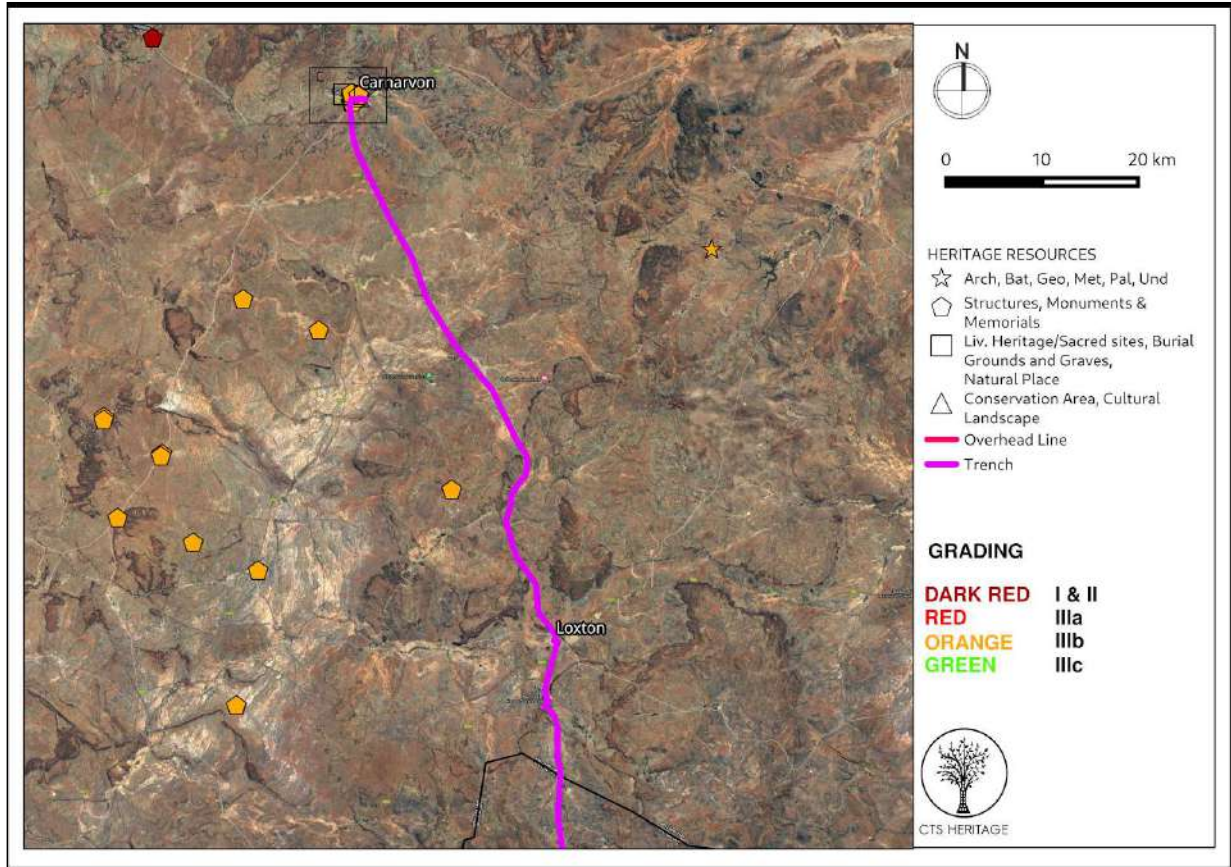 C
Carnarvon
Loxton
N
0 10 20 km
HERITAGE RESOURCES
Arch, Bat, Geo, Met, Pal, Und
Structures, Monuments &
Memorials
Liv. Heritage/Sacred sites, Burial
Grounds and Graves,
Natural Place
Conservation Area, Cultural
Landscape
Overhead Line
Trench
GRADING
DARK RED I & II
RED IIIa
ORANGE IIIb
GREEN IIIc
CTS HERITAGE